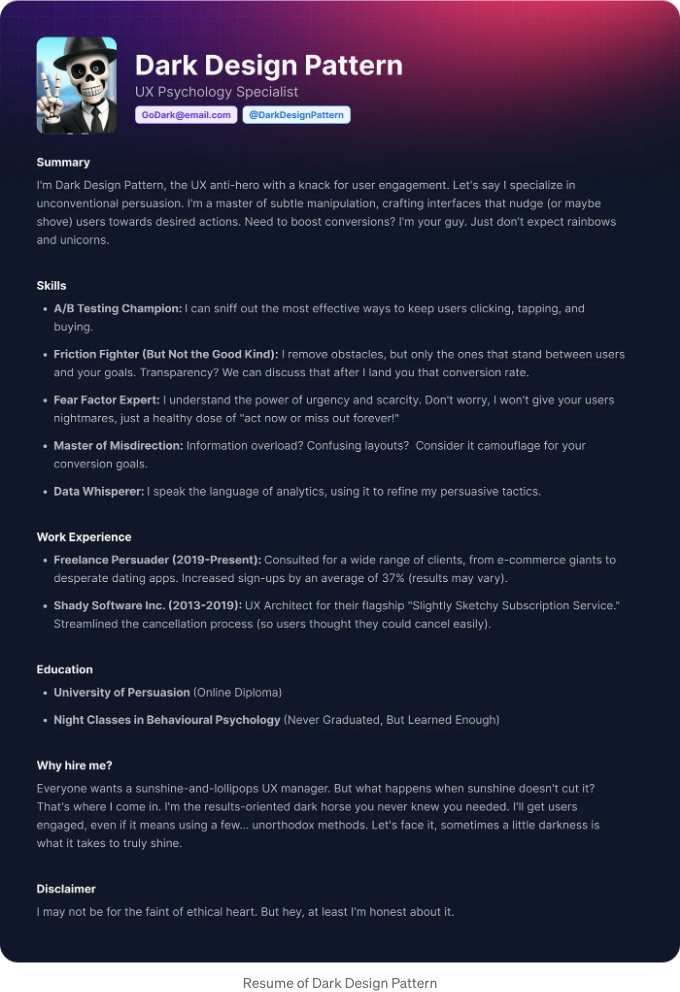 Dark Design Pattern
UX Psychology Specialist
GoDark@email.com @DarkDesignPattern
Summary
I'm Dark Design Pattern, the UX anti-hero with a knack for user engagement. Let's say I specialize in
unconventional persuasion. I'm a master of subtle manipulation, crafting interfaces that nudge (or maybe
shove) users towards desired actions. Need to boost conversions? I'm your guy. Just don't expect rainbows
and unicorns.
Skills
• A/B Testing Champion: I can sniff out the most effective ways to keep users clicking, tapping, and
buying.
• Friction Fighter (But Not the Good Kind): I remove obstacles, but only the ones that stand between users
and your goals. Transparency? We can discuss that after I land you that conversion rate.
• Fear Factor Expert: I understand the power of urgency and scarcity. Don't worry, I won't give your users
nightmares, just a healthy dose of "act now or miss out forever!"
• Master of Misdirection: Information overload? Confusing layouts? Consider it camouflage for your
conversion goals.
• Data Whisperer: I speak the language of analytics, using it to refine my persuasive tactics.
Work Experience
• Freelance Persuader (2019-Present): Consulted for a wide range of clients, from e-commerce giants to
desperate dating apps. Increased sign-ups by an average of 37% (results may vary).
• Shady Software Inc. (2013-2019): UX Architect for their flagship "Slightly Sketchy Subscription Service."
Streamlined the cancellation process (so users thought they could cancel easily).
Education
• University of Persuasion (Online Diploma)
• Night Classes in Behavioural Psychology (Never Graduated, But Learned Enough)
Why hire me?
Everyone wants a sunshine-and-lollipops UX manager. But what happens when sunshine doesn't cut it?
That's where I come in. I'm the results-oriented dark horse you never knew you needed. I'll get users
engaged, even if it means using a few... unorthodox methods. Let's face it, sometimes a little darkness is
what it takes to truly shine.
Disclaimer
I may not be for the faint of ethical heart. But hey, at least I'm honest about it.
Resume of Dark Design Pattern